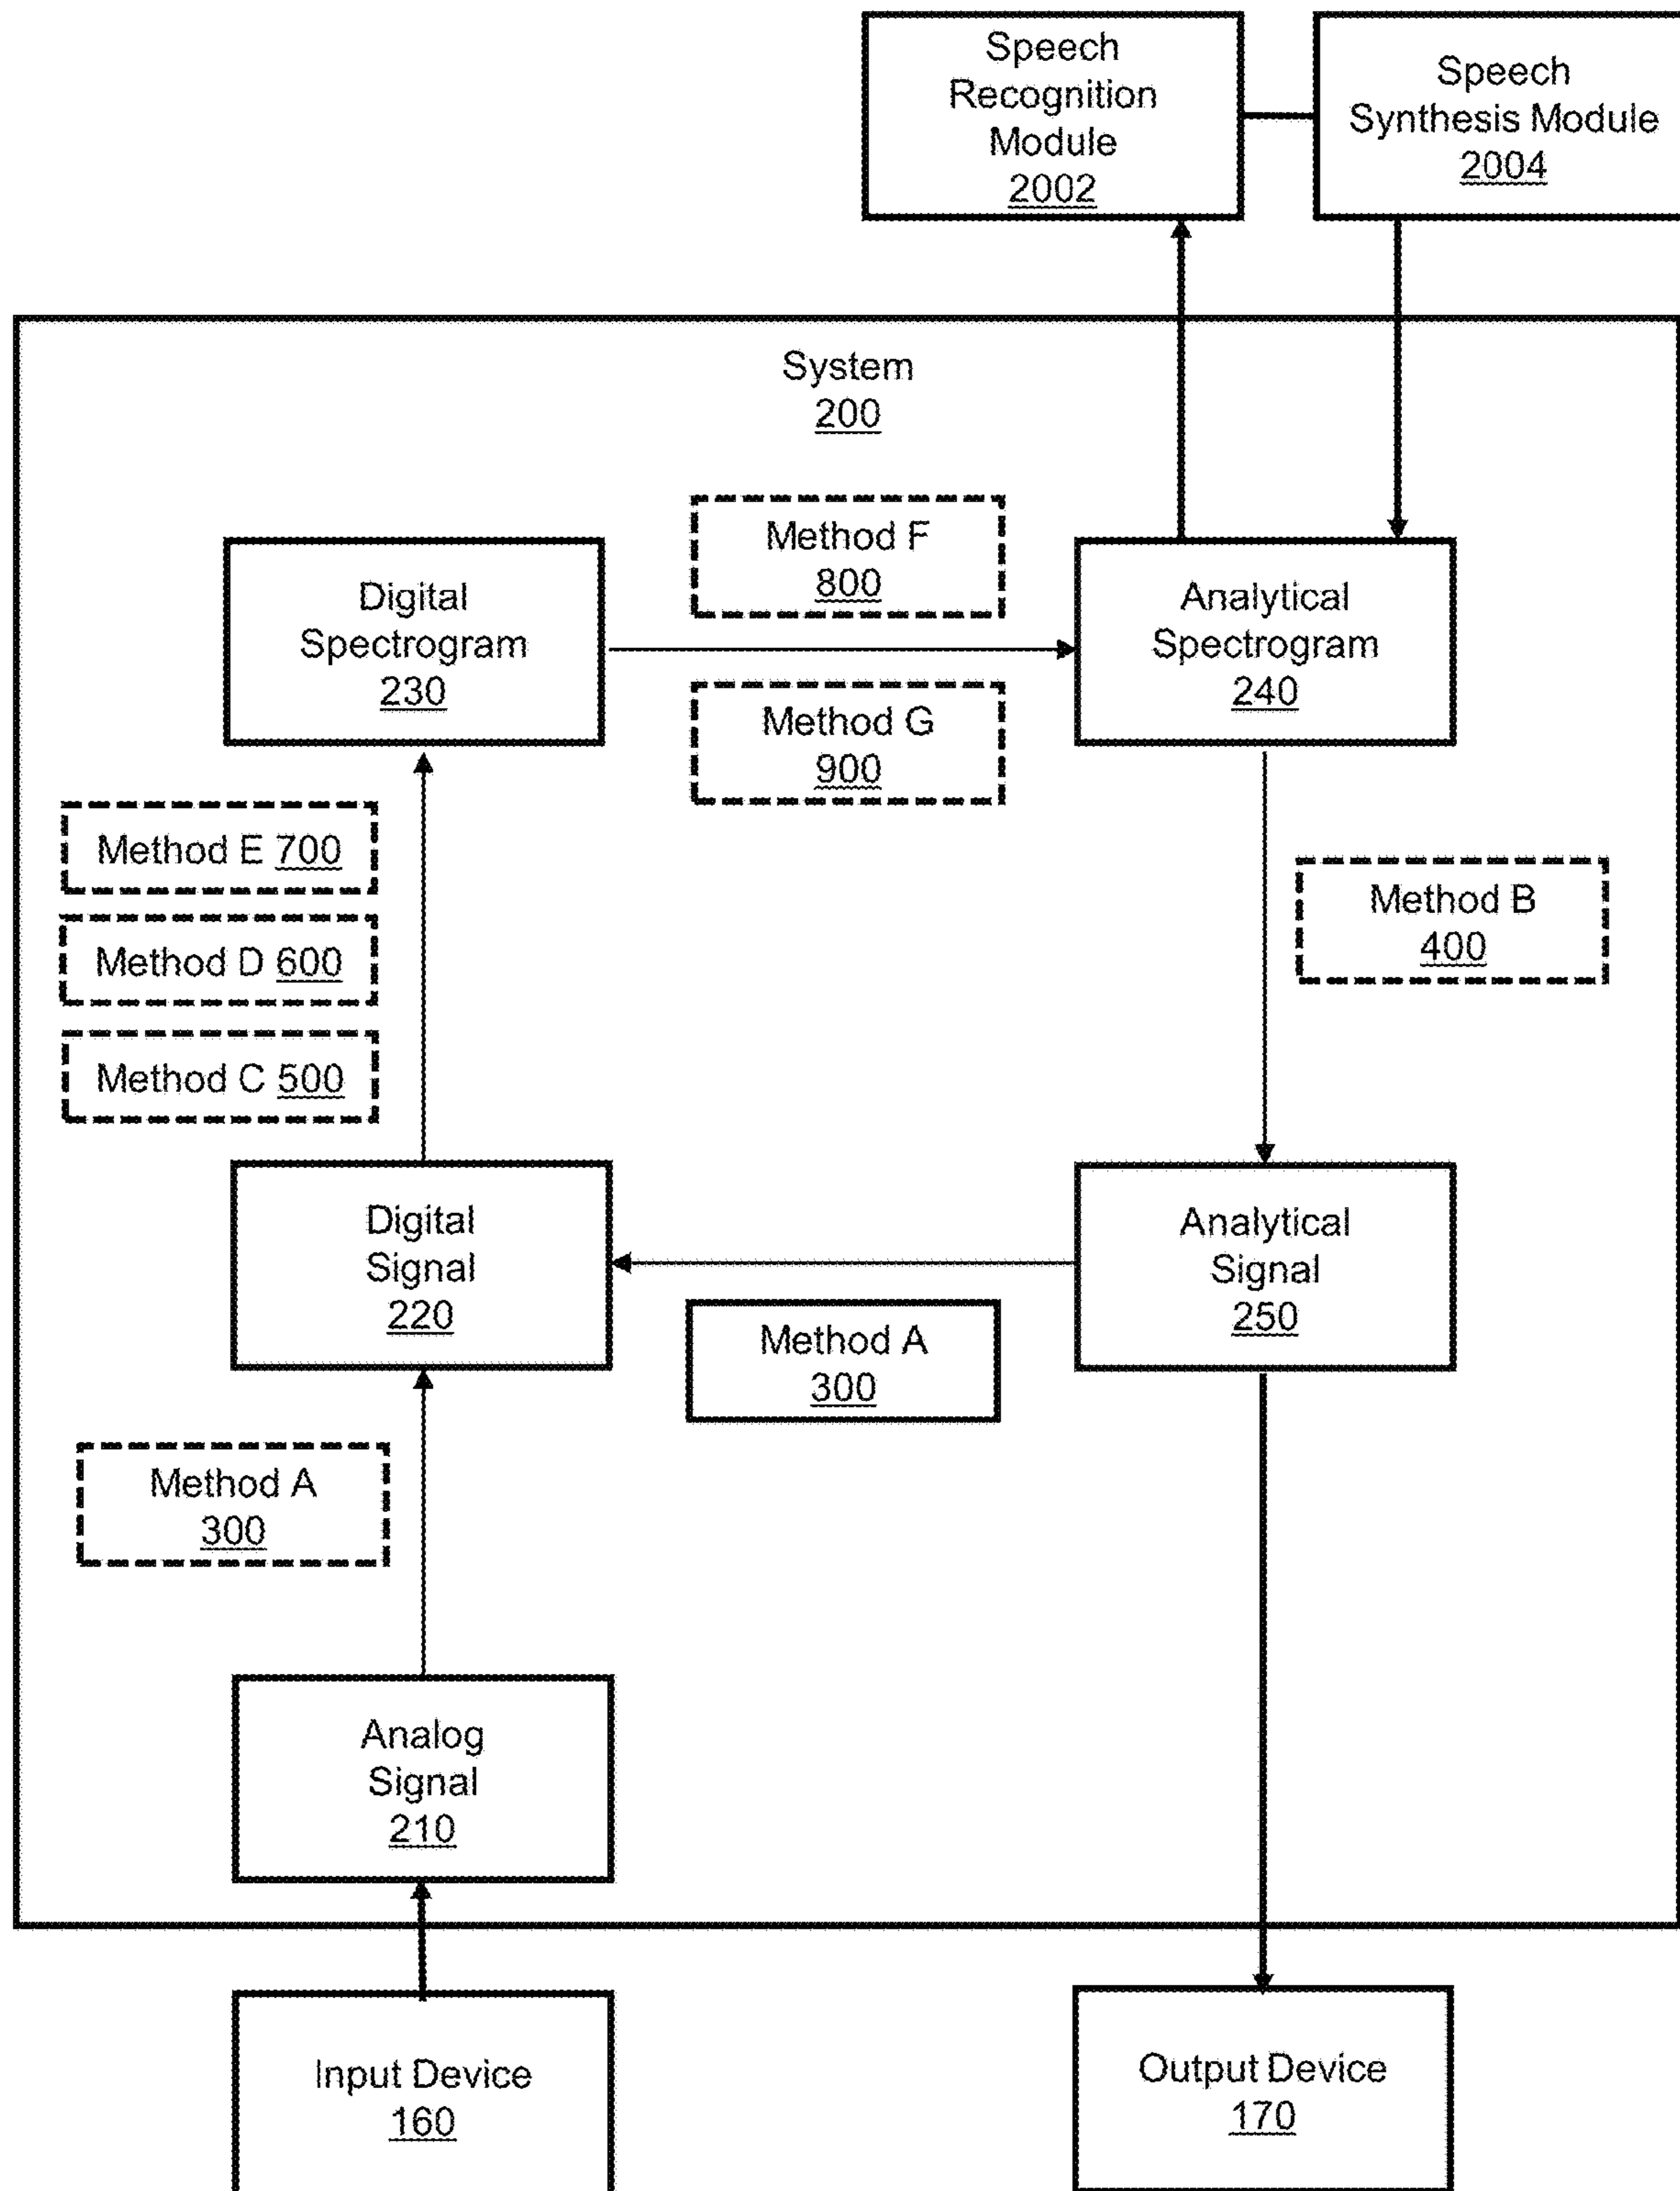 Speech
Recognition
Module
2002
Speech
Synthesis Module
2004
System
200
Method F
800
Digital
Spectrogram
230
Analytical
Spectrogram
240
Method G
900
Method E 700
Method D 600
Method C 500
Method B
400
Digital
Signal
220
Analytical
Signal
250
Method A
300
Method A
300
Analog
Signal
210
Input Device
160
Output Device
170